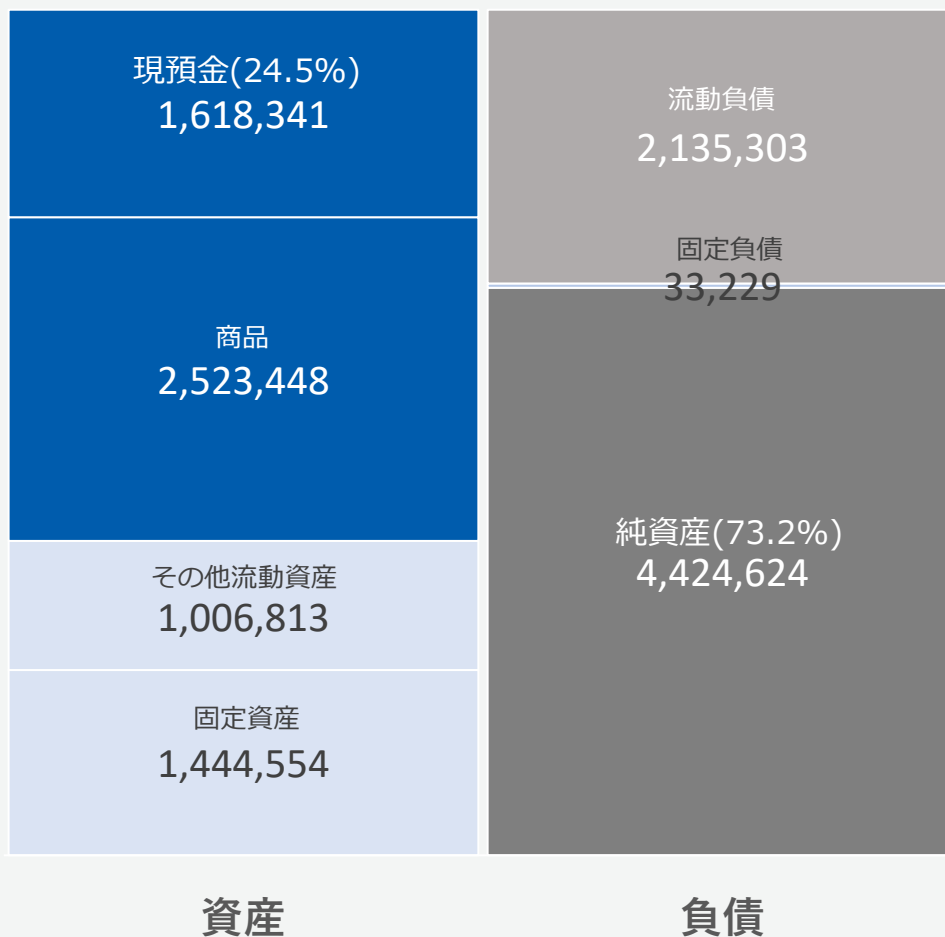 現預金(24.5%)
1,618,341
商品
2,523,448
その他流動資産
1,006,813
固定資産
1,444,554
資産
流動負債
2,135,303
固定負債
33,229
純資産(73.2%)
4,424,624
負債